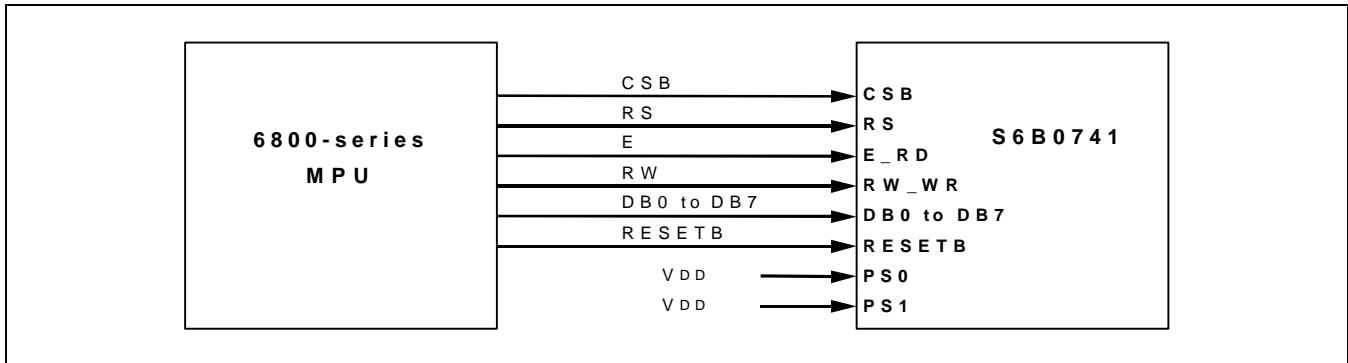 6800-series
MPU
CSB
RS
E
RW
DB0 to DB7
RESETB
VDD
VDD
CSB
RS
E_RD
RW_WR
DB0 to DB7
RESETB
PS0
PS1
S6B0741